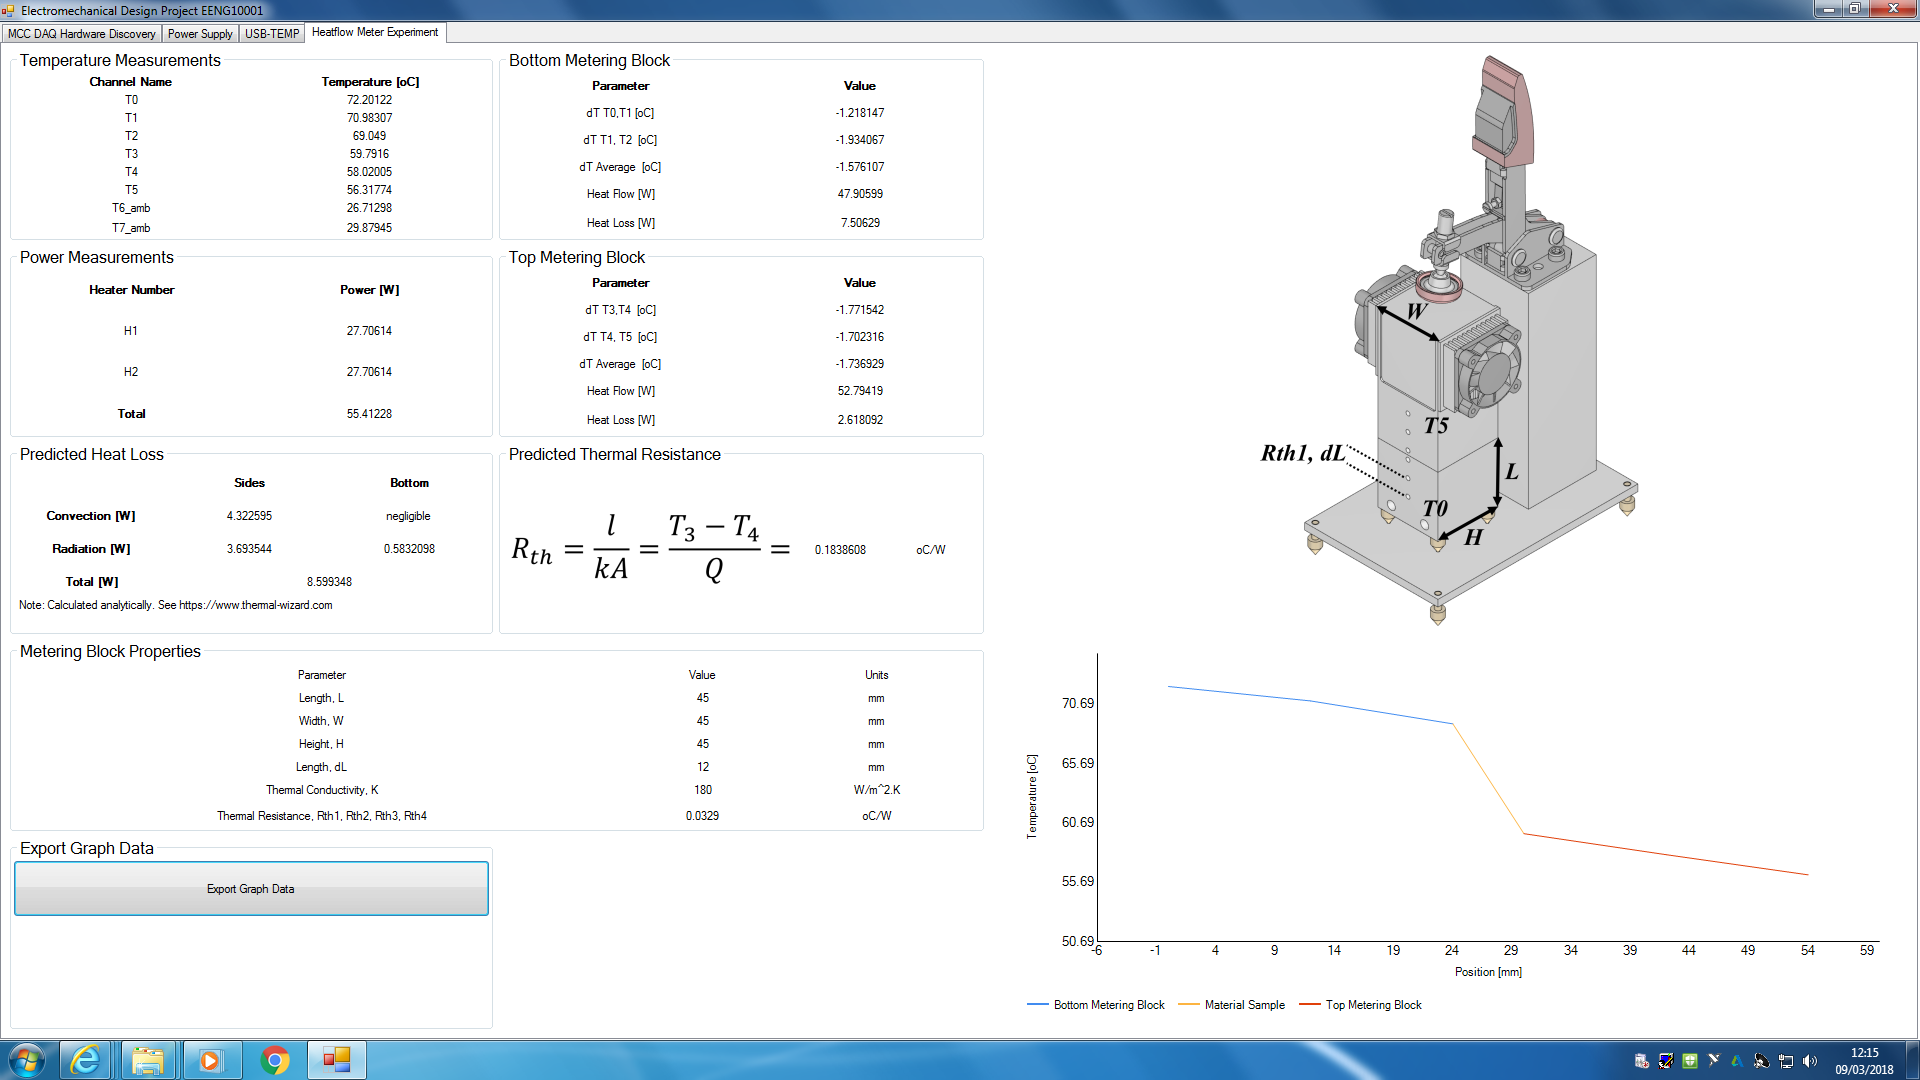 Electromechanical Design Project EENG10001
MCC DAQ Hardware Discovery Power Supply USB-TEMP Heatflow Meter Experiment
Temperature Measurements
Channel Name Temperature [oC]
T0 72.20122
T1 70.98307
T2 69.049
T3 59.7916
T4 58.02005
T5 56.31774
T6_amb 26.71298
T7_amb 29.87945
Bottom Metering Block
Parameter Value
dT T0,T1 [oC] -1.218147
dT T1, T2 [oC] -1.934067
dT Average [oC] -1.576107
Heat Flow [W] 47.90599
Heat Loss [W] 7.50629
Power Measurements
Heater Number Power [W]
H1 27.70614
H2 27.70614
Total 55.41228
Top Metering Block
Parameter Value
dT T3,T4 [oC] -1.771542
dT T4, T5 [oC] -1.702316
dT Average [oC] -1.736929
Heat Flow [W] 52.79419
Heat Loss [W] 2.618092
Predicted Heat Loss
Sides Bottom
Convection [W] 4.322595 negligible
Radiation [W] 3.693544 0.5832098
Total [W] 8.599348
Note: Calculated analytically. See https://www.thermal-wizard.com
Predicted Thermal Resistance
R_th = l/kA = (T_3 − T_4)/Q = 0.1838608 oC/W
Metering Block Properties
Parameter Value Units
Length, L 45 mm
Width, W 45 mm
Height, H 45 mm
Length, dL 12 mm
Thermal Conductivity, K 180 W/m^2.K
Thermal Resistance, Rth1, Rth2, Rth3, Rth4 0.0329 oC/W
Export Graph Data
Export Graph Data
W
T5
Rth1, dL
L
T0
H
Temperature [oC]
70.69
65.69
60.69
55.69
50.69
-6 -1 4 9 14 19 24 29 34 39 44 49 54 59
Position [mm]
Bottom Metering Block Material Sample Top Metering Block
12:15
09/03/2018